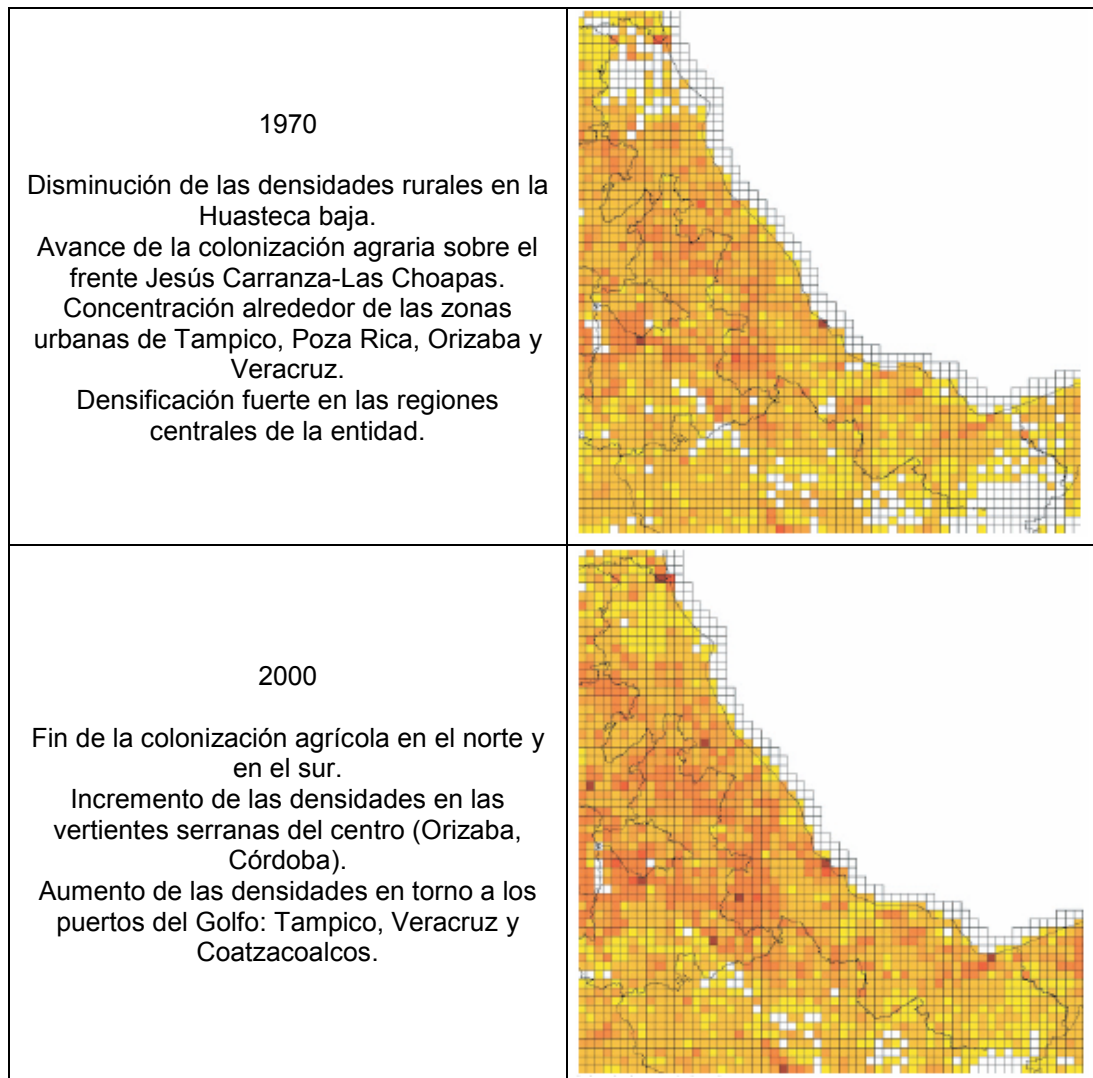 1970
Disminución de las densidades rurales en la
Huasteca baja.
Avance de la colonización agraria sobre el
frente Jesús Carranza-Las Choapas.
Concentración alrededor de las zonas
urbanas de Tampico, Poza Rica, Orizaba y
Veracruz.
Densificación fuerte en las regiones
centrales de la entidad.
2000
Fin de la colonización agrícola en el norte y
en el sur.
Incremento de las densidades en las
vertientes serranas del centro (Orizaba,
Córdoba).
Aumento de las densidades en torno a los
puertos del Golfo: Tampico, Veracruz y
Coatzacoalcos.